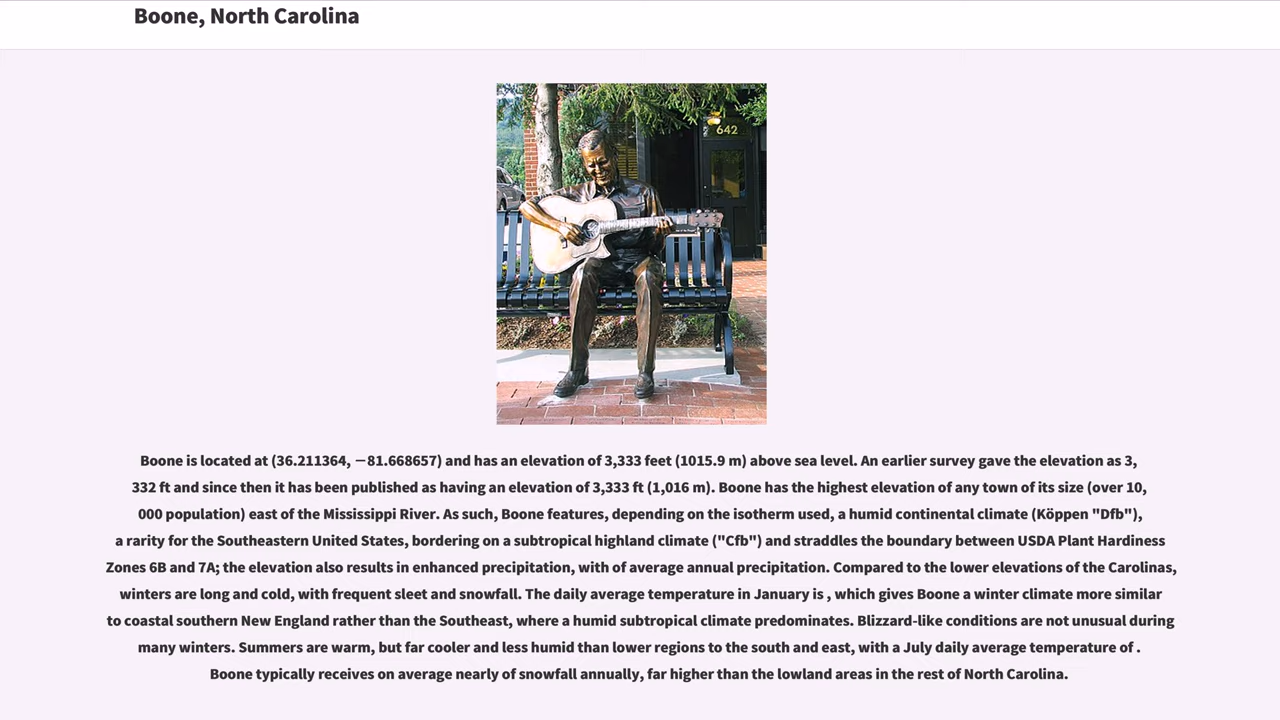 Boone, North Carolina
642
Boone is located at (36.211364, −81.668657) and has an elevation of 3,333 feet (1015.9 m) above sea level. An earlier survey gave the elevation as 3,
332 ft and since then it has been published as having an elevation of 3,333 ft (1,016 m). Boone has the highest elevation of any town of its size (over 10,
000 population) east of the Mississippi River. As such, Boone features, depending on the isotherm used, a humid continental climate (Köppen "Dfb"),
a rarity for the Southeastern United States, bordering on a subtropical highland climate ("Cfb") and straddles the boundary between USDA Plant Hardiness
Zones 6B and 7A; the elevation also results in enhanced precipitation, with of average annual precipitation. Compared to the lower elevations of the Carolinas,
winters are long and cold, with frequent sleet and snowfall. The daily average temperature in January is , which gives Boone a winter climate more similar
to coastal southern New England rather than the Southeast, where a humid subtropical climate predominates. Blizzard-like conditions are not unusual during
many winters. Summers are warm, but far cooler and less humid than lower regions to the south and east, with a July daily average temperature of .
Boone typically receives on average nearly of snowfall annually, far higher than the lowland areas in the rest of North Carolina.